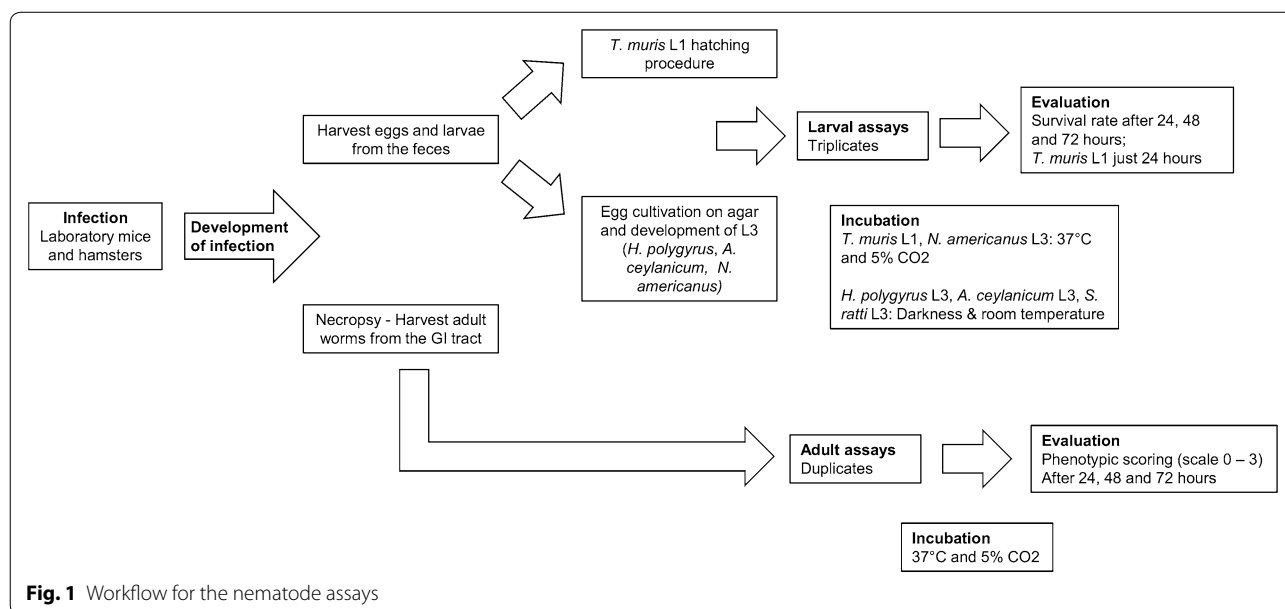 Infection
Laboratory mice
and hamsters
Development
of infection
Harvest eggs and larvae
from the feces
Necropsy - Harvest adult
worms from the GI tract
T. muris L1 hatching
procedure
Egg cultivation on agar
and development of L3
(H. polygyrus, A.
ceylanicum, N.
americanus)
Larval assays
Triplicates
Evaluation
Survival rate after 24, 48
and 72 hours;
T. muris L1 just 24 hours
Incubation
T. muris L1, N. americanus L3: 37°C
and 5% CO2
H. polygyrus L3, A. ceylanicum L3, S.
ratti L3: Darkness & room temperature
Adult assays
Duplicates
Evaluation
Phenotypic scoring (scale 0 – 3)
After 24, 48 and 72 hours
Incubation
37°C and 5% CO2
Fig. 1 Workflow for the nematode assays